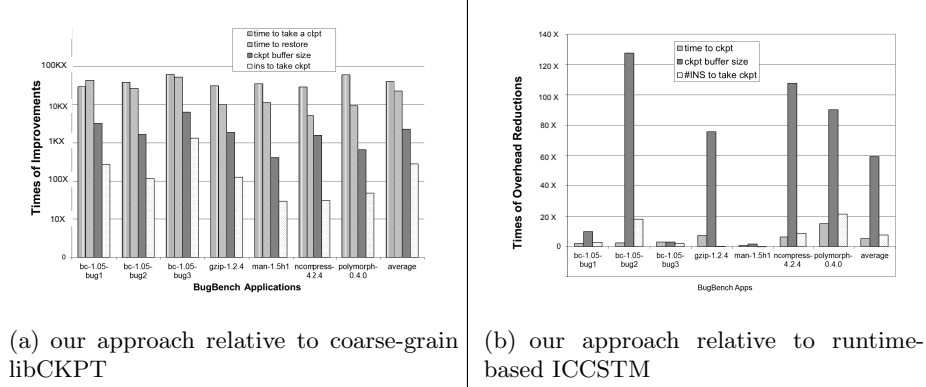 time to take a ctpt
time to restore
ckpt buffer size
ins to take ckpt
100KX
10KX
1KX
100X
10X
0
Times of Improvements
bc-1.05-bug1
bc-1.05-bug2
bc-1.05-bug3
gzip-1.2.4
man-1.5h1
ncompress-4.2.4
polymorph-0.4.0
average
BugBench Applications
(a) our approach relative to coarse-grain
libCKPT
140 X
120 X
100 X
80 X
60 X
40 X
20 X
0
Times of Overhead Reductions
time to ckpt
ckpt buffer size
#INS to take ckpt
bc-1.05-bug1
bc-1.05-bug2
bc-1.05-bug3
gzip-1.2.4
man-1.5h1
ncompress-4.2.4
polymorph-0.4.0
average
BugBench Apps
(b) our approach relative to runtime-
based ICCSTM